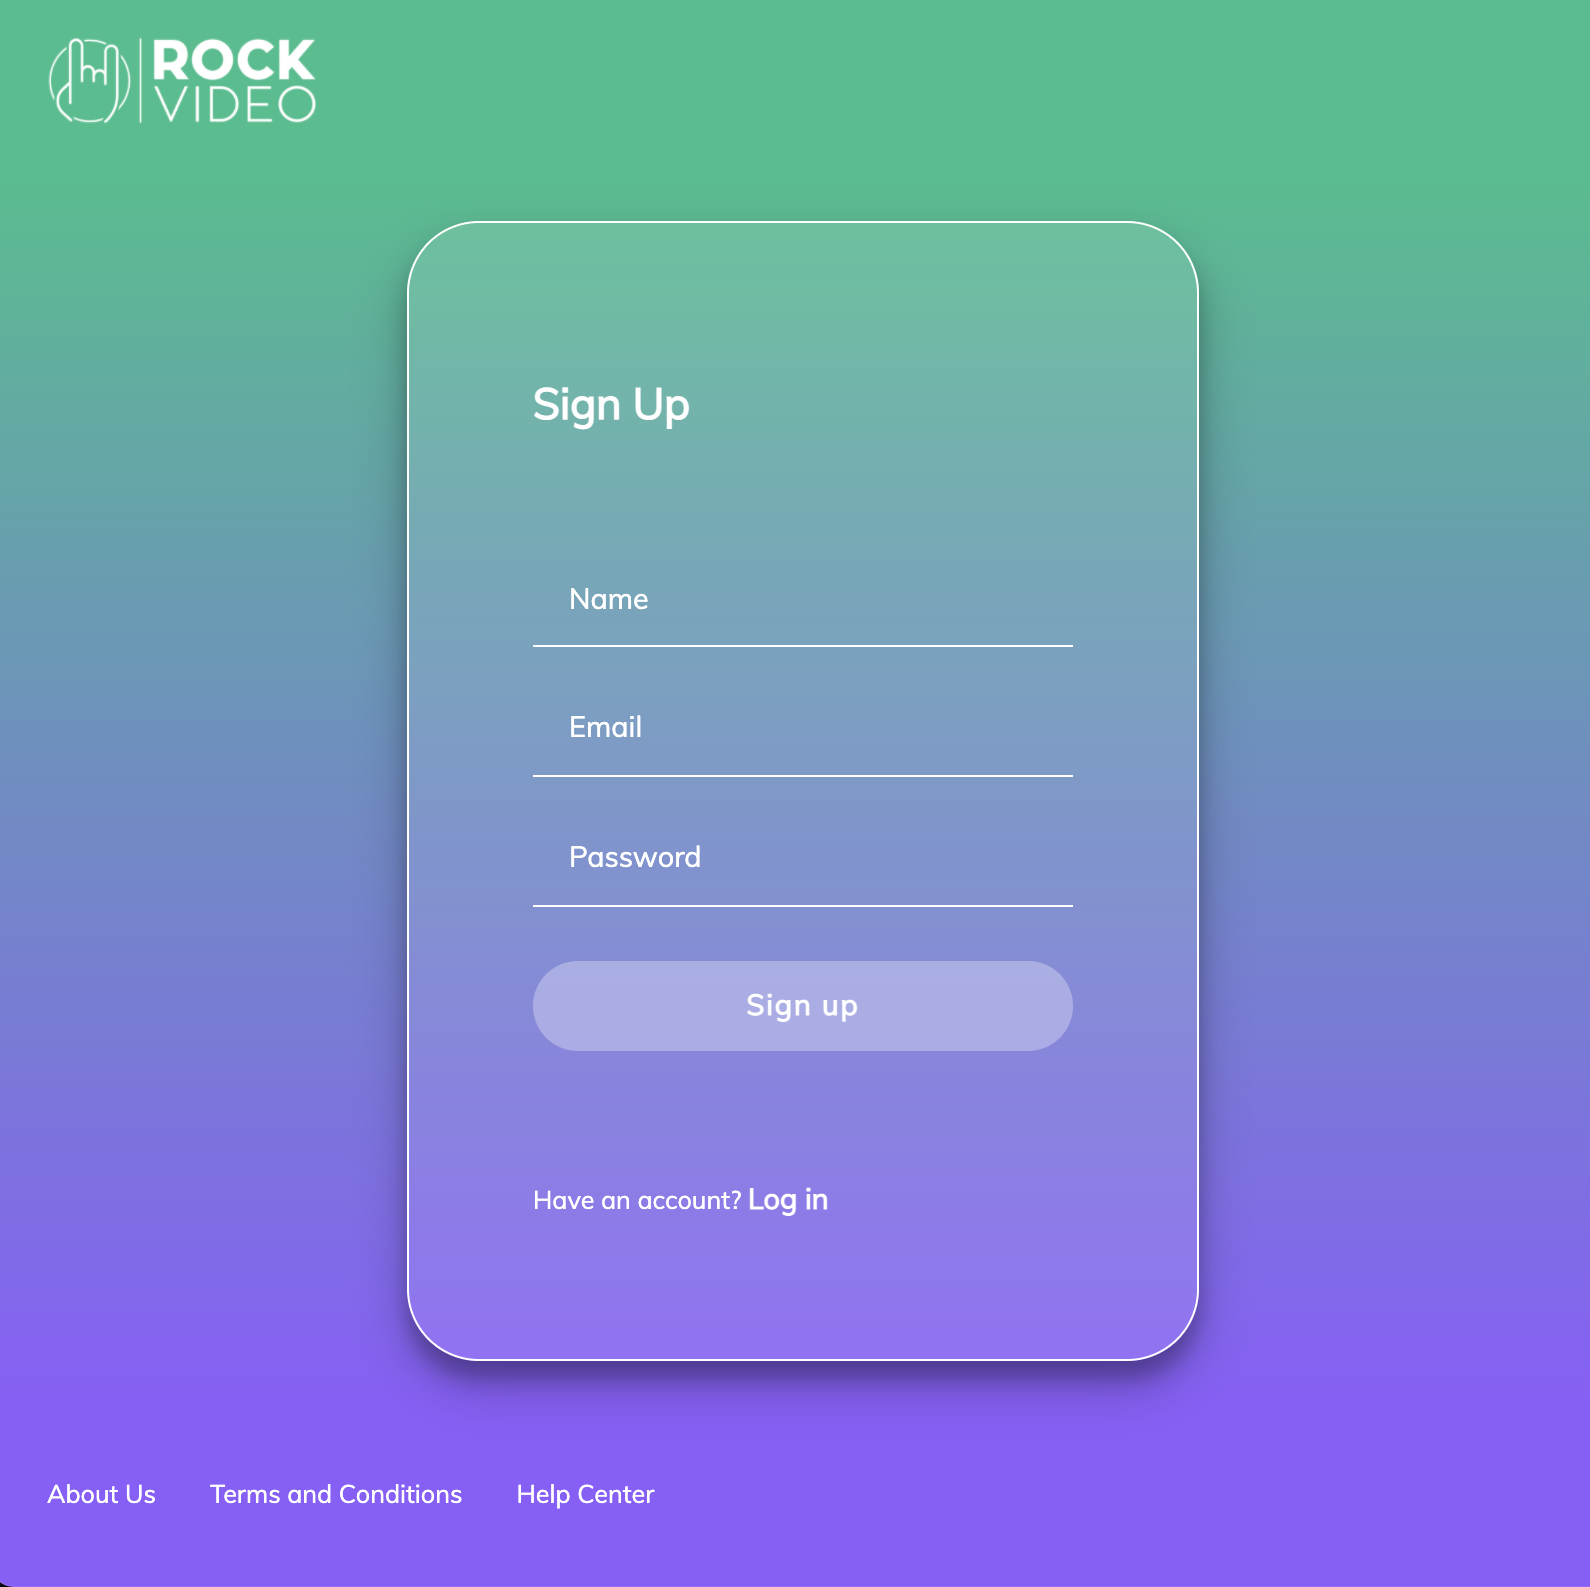 ROCK
VIDEO
Sign Up
Name
Email
Password
Sign up
Have an account? Log in
About Us Terms and Conditions Help Center